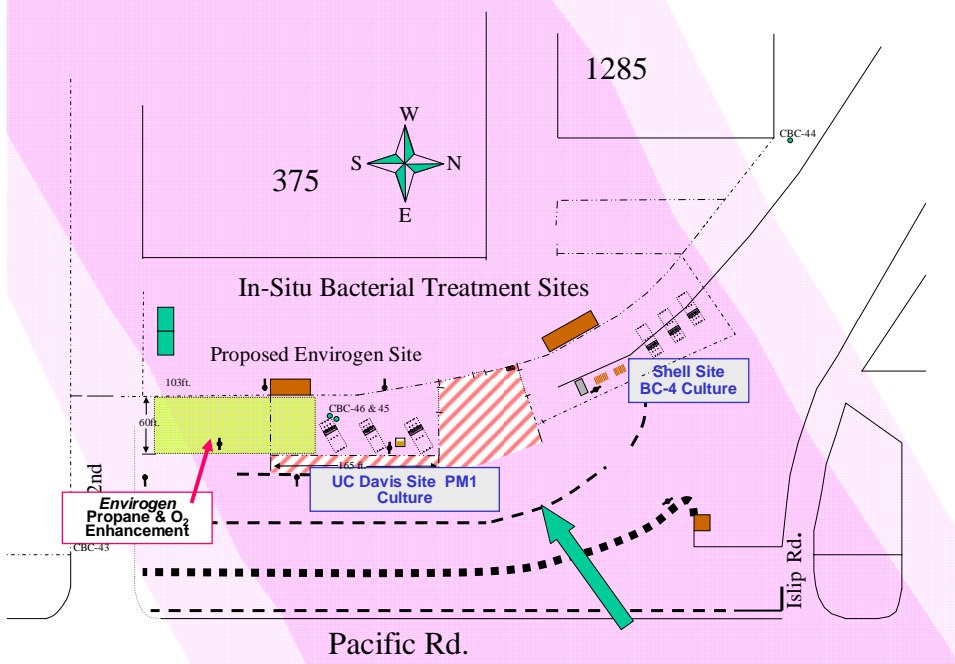 1285
CBC-44
W
S
N
E
375
In-Situ Bacterial Treatment Sites
Proposed Envirogen Site
103ft.
60ft.
CBC-46 & 45
Shell Site
BC-4 Culture
165 ft.
UC Davis Site PM1
Culture
2nd
Envirogen
Propane & O₂
Enhancement
CBC-43
Islip Rd.
Pacific Rd.